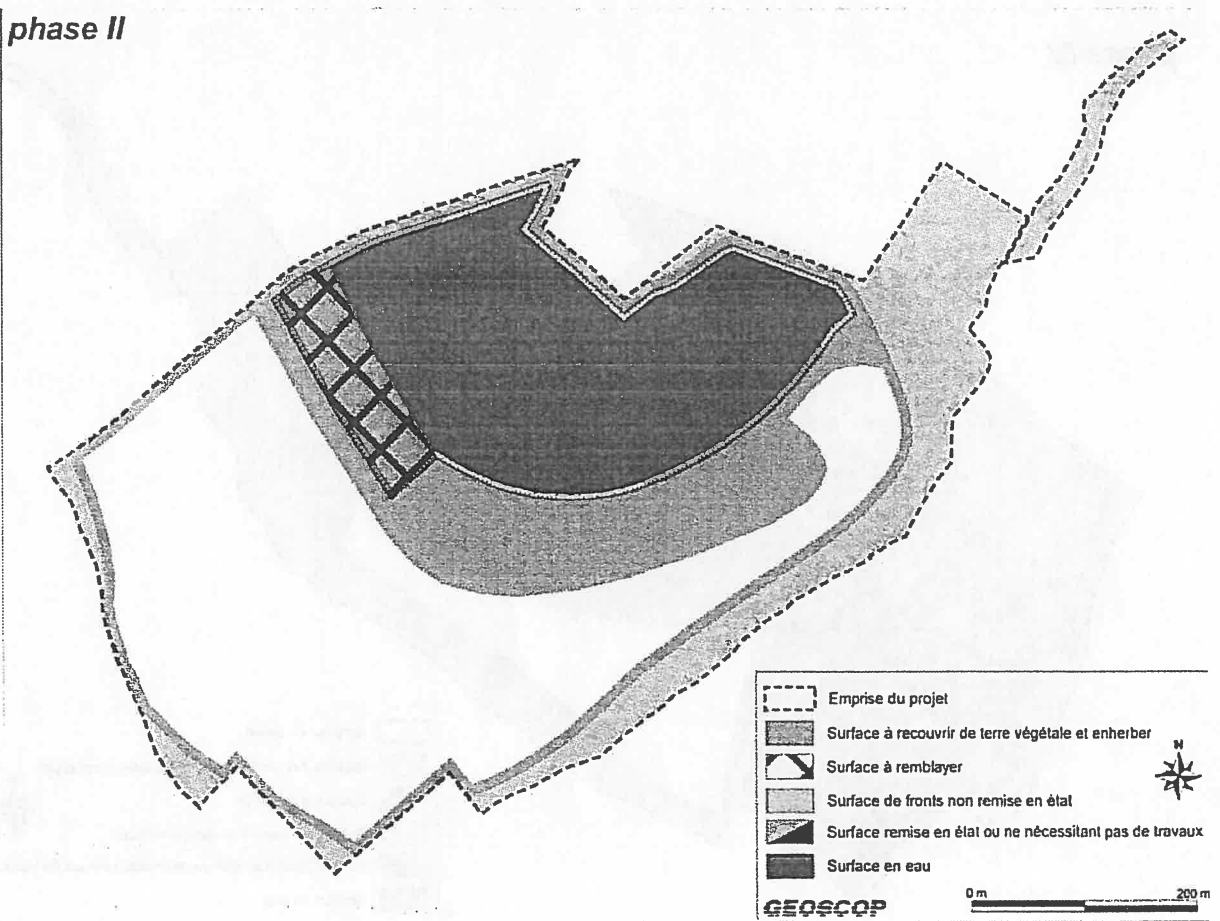 phase II
Emprise du projet
Surface à recouvrir de terre végétale et enherber
N
Surface à remblayer
Surface de fronts non remise en état
Surface remise en état ou ne nécessitant pas de travaux
Surface en eau
0 m 200 m
GEOSCOP